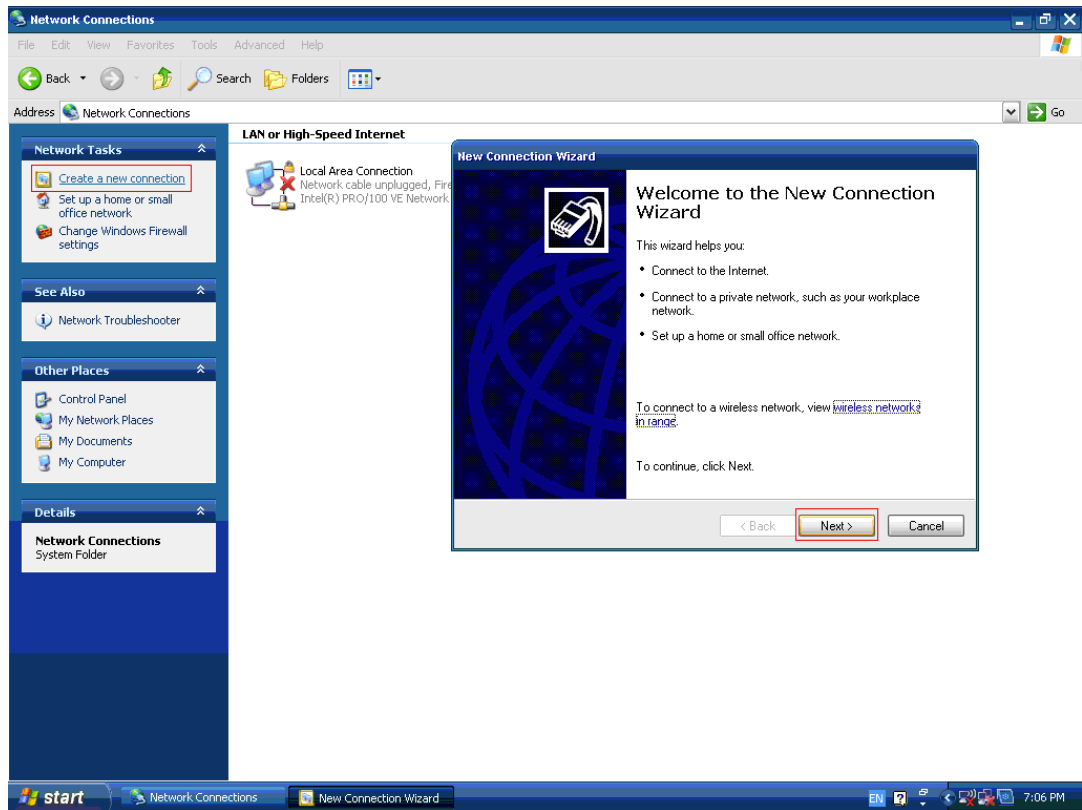 Network Connections
File Edit View Favorites Tools Advanced Help
Back Search Folders
Address Network Connections Go
Network Tasks
Create a new connection
Set up a home or small
office network
Change Windows Firewall
settings
See Also
Network Troubleshooter
Other Places
Control Panel
My Network Places
My Documents
My Computer
Details
Network Connections
System Folder
LAN or High-Speed Internet
Local Area Connection
Network cable unplugged, Fire
Intel(R) PRO/100 VE Network
New Connection Wizard
Welcome to the New Connection
Wizard
This wizard helps you:
• Connect to the Internet.
• Connect to a private network, such as your workplace
network.
• Set up a home or small office network.
To connect to a wireless network, view wireless networks
in range.
To continue, click Next.
< Back Next > Cancel
start Network Connections New Connection Wizard EN 7:06 PM